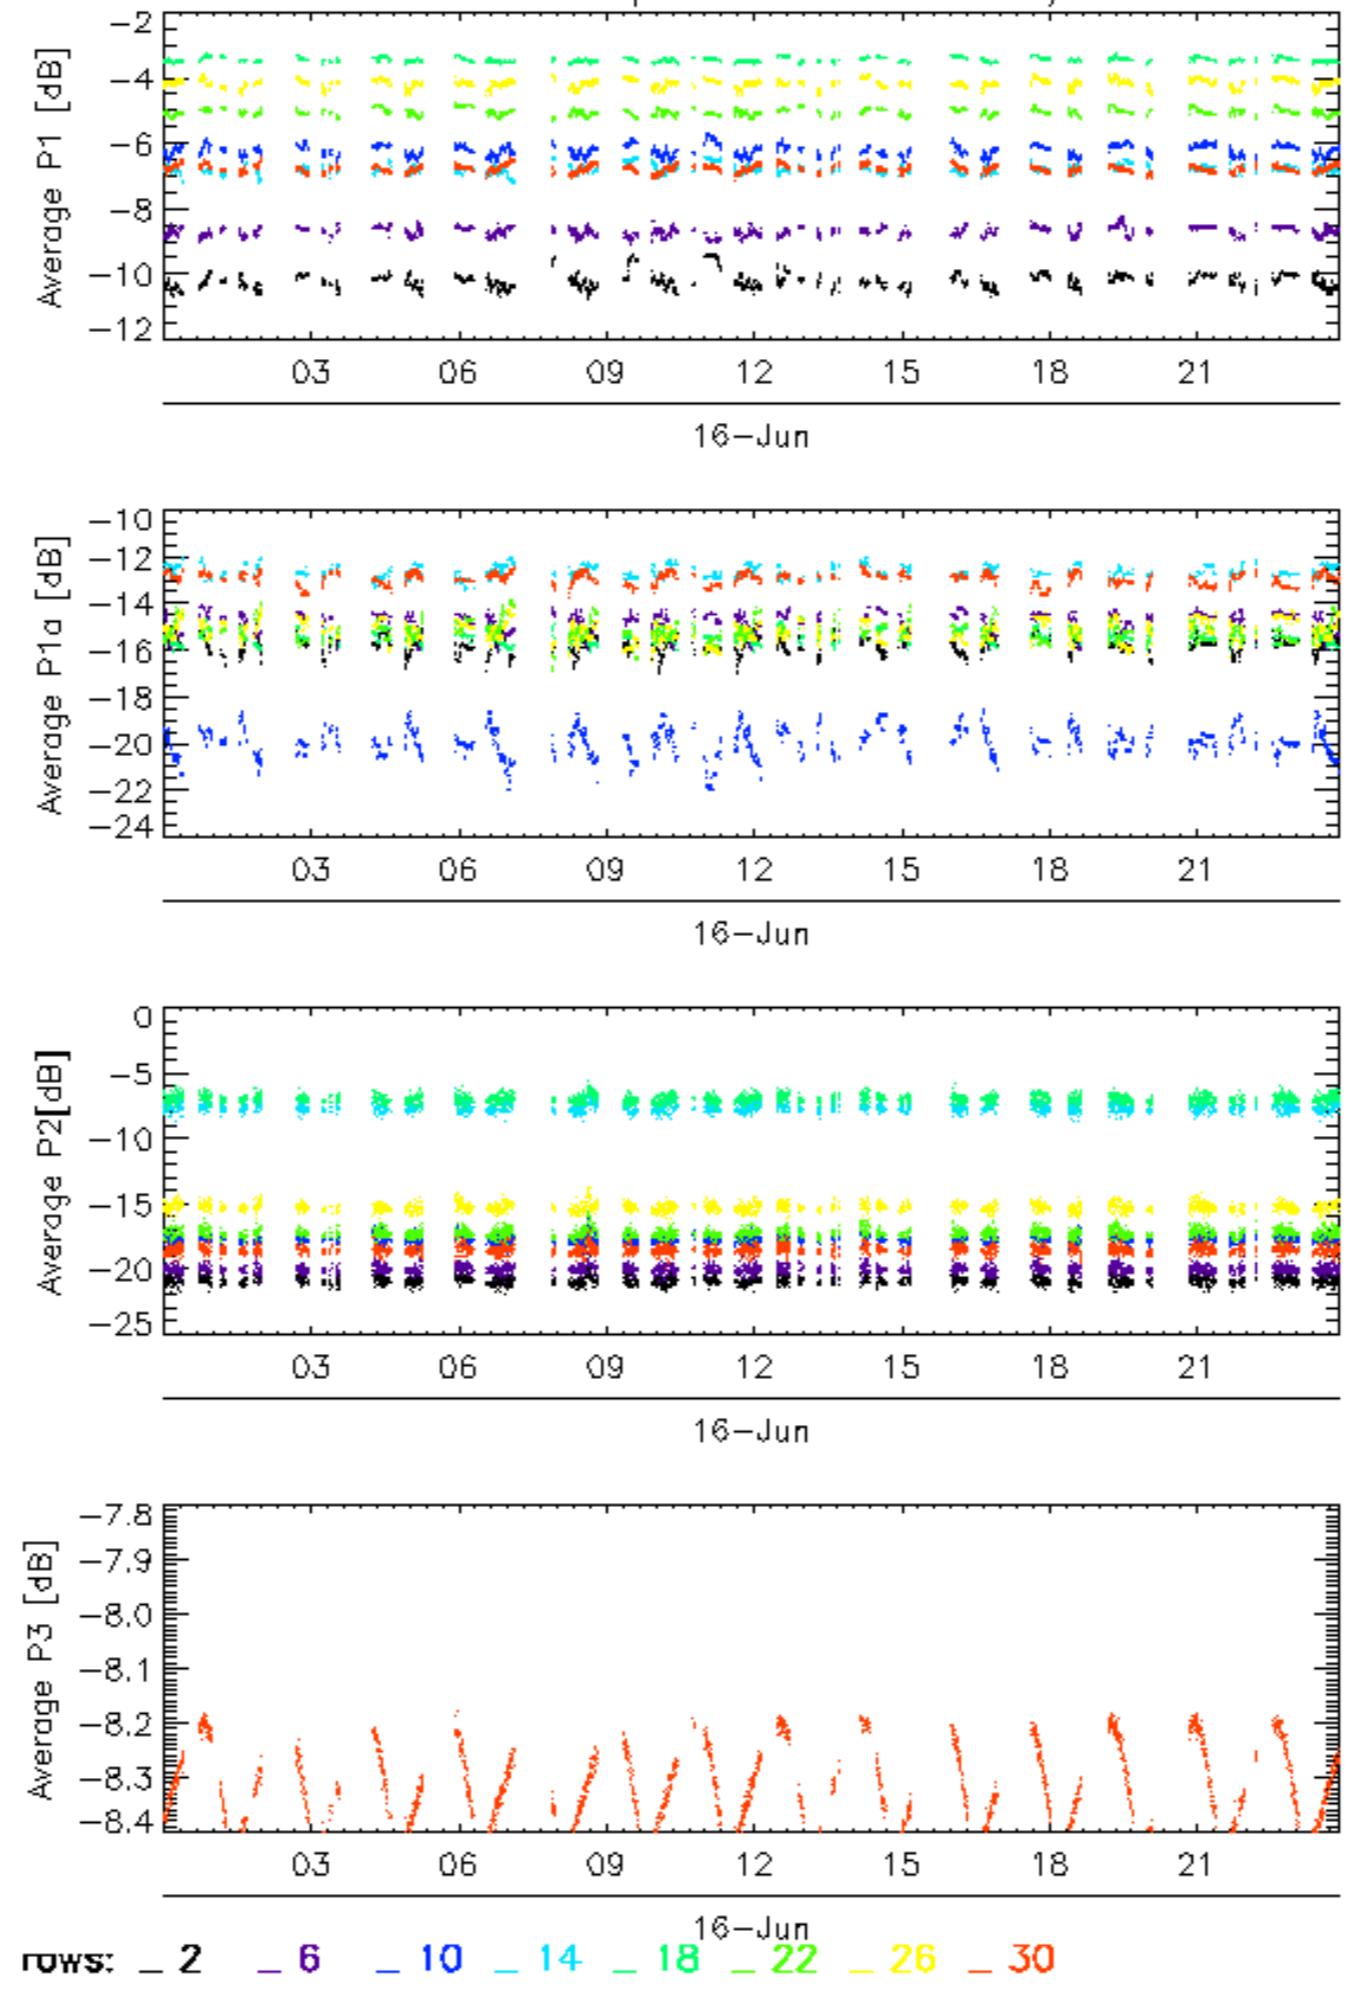 Average P1 [dB]
-2
-4
-6
-8
-10
-12
03 06 09 12 15 18 21
16-Jun
Average P1a [dB]
-10
-12
-14
-16
-18
-20
-22
-24
03 06 09 12 15 18 21
16-Jun
Average P2[dB]
0
-5
-10
-15
-20
-25
03 06 09 12 15 18 21
16-Jun
Average P3 [dB]
-7.8
-7.9
-8.0
-8.1
-8.2
-8.3
-8.4
03 06 09 12 15 18 21
16-Jun
rows: _ 2 _ 6 _ 10 _ 14 _ 18 _ 22 _ 26 _ 30